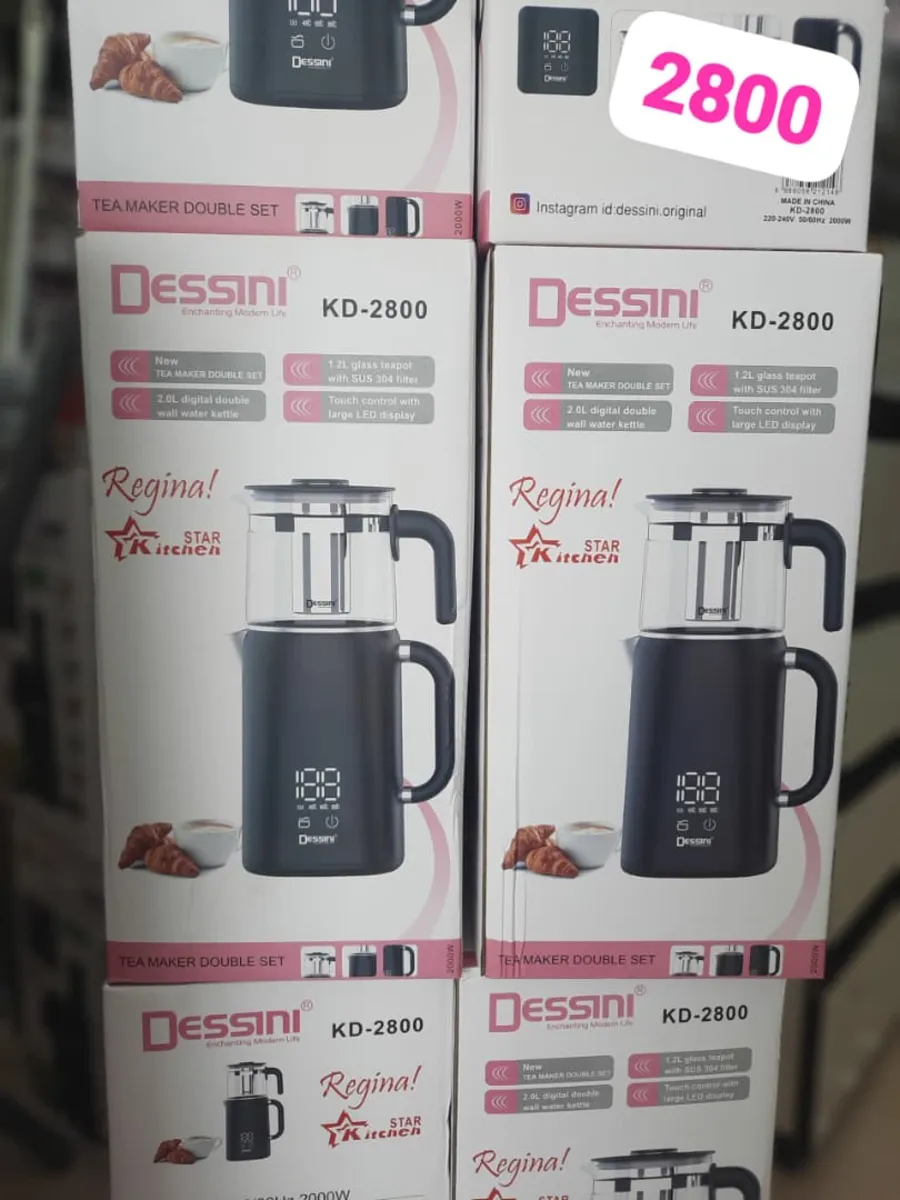 188
DESSINI
TEA MAKER DOUBLE SET
2000W
188
DESSINI
2800
Instagram id:dessini.original
MADE IN CHINA
KD-2800
220-240V 50/60Hz 2000W
DESSINI®
Enchanting Modern Life
KD-2800
New
TEA MAKER DOUBLE SET
1.2L glass teapot
with SUS 304 filter
2.0L digital double
wall water kettle
Touch control with
large LED display
Regina!
STAR
Kitchen
DESSINI
188
DESSINI
TEA MAKER DOUBLE SET
2000W
DESSINI®
Enchanting Modern Life
KD-2800
New
TEA MAKER DOUBLE SET
1.2L glass teapot
with SUS 304 filter
2.0L digital double
wall water kettle
Touch control with
large LED display
Regina!
STAR
Kitchen
DESSINI
188
DESSINI
TEA MAKER DOUBLE SET
2000W
DESSINI®
Enchanting Modern Life
KD-2800
Regina!
STAR
Kitchen
2000W
DESSINI®
Enchanting Modern Life
KD-2800
New
TEA MAKER DOUBLE SET
1.2L glass teapot
with SUS 304 filter
2.0L digital double
wall water kettle
Touch control with
large LED display
Regina!
STAR